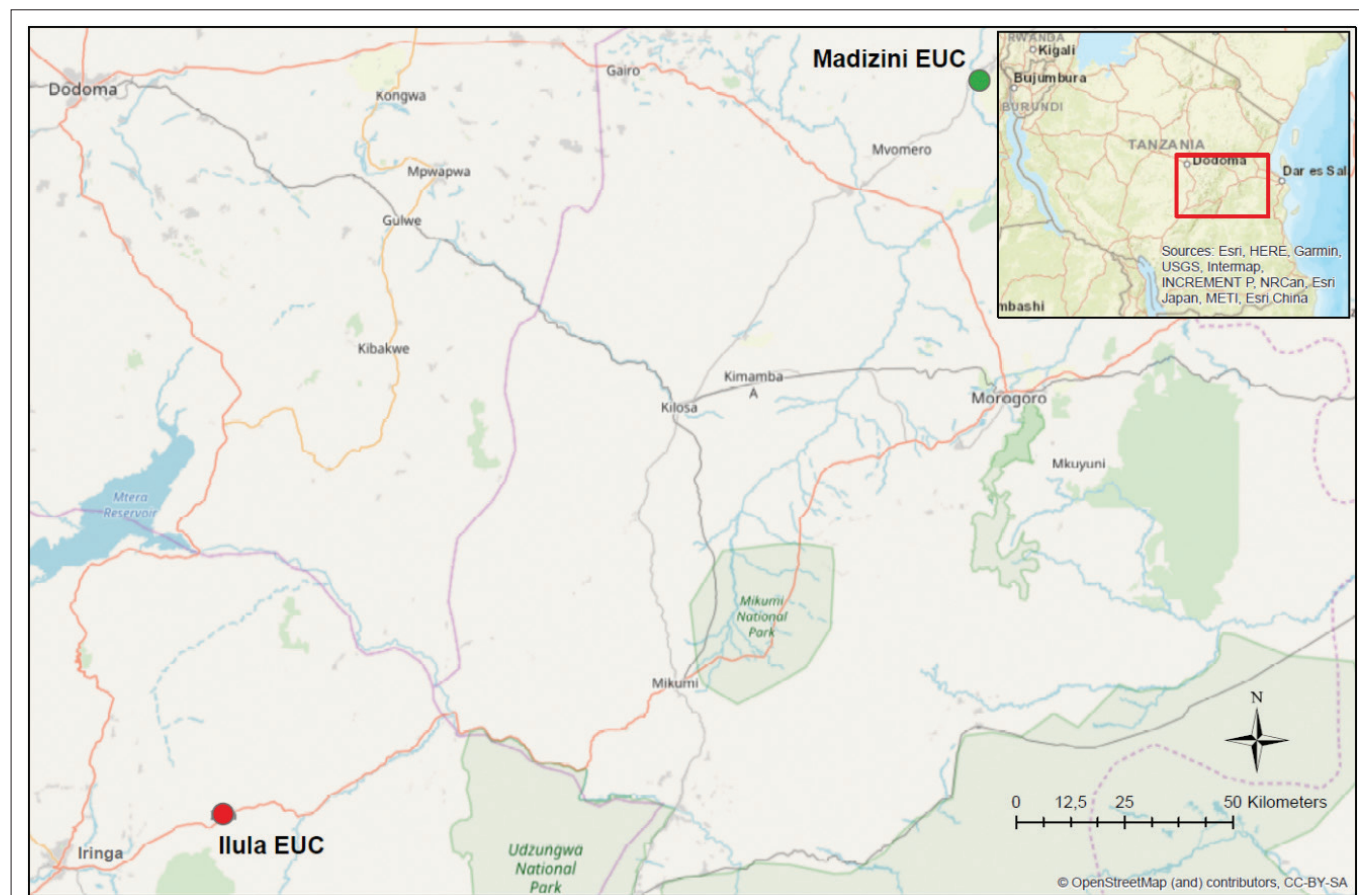 Madizini EUC
Dodoma
Gairo
Kongwa
Mvomero
Mpwapwa
Gulwe
Kibakwe
Kimamba
A
Kilosa
Morogoro
Mkuyuni
Mtera
Reservoir
Mikumi
National
Park
Mikumi
Ilula EUC
Iringa
Udzungwa
National
Park
N
0 12,5 25 50 Kilometers
© OpenStreetMap (and) contributors, CC-BY-SA
RWANDA
Kigali
Bujumbura
BURUNDI
TANZANIA
Dodoma
Dar es Sal
Sources: Esri, HERE, Garmin,
USGS, Intermap,
INCREMENT P, NRCan, Esri
Japan, METI, Esri China
mbashi